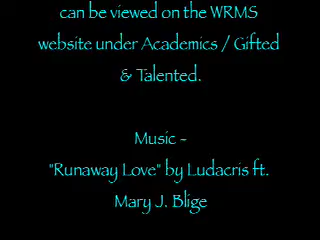 can be viewed on the WRMS
website under Academics / Gifted
& Talented.
Music -
"Runaway Love" by Ludacris ft.
Mary J. Blige